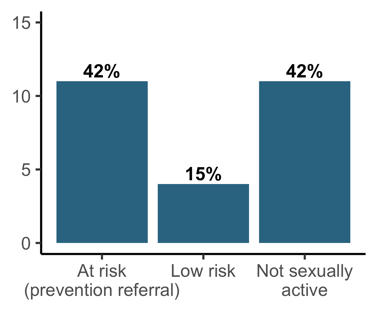 15
42%
42%
10
15%
5
0
At risk
(prevention referral)
Low risk
Not sexually
active